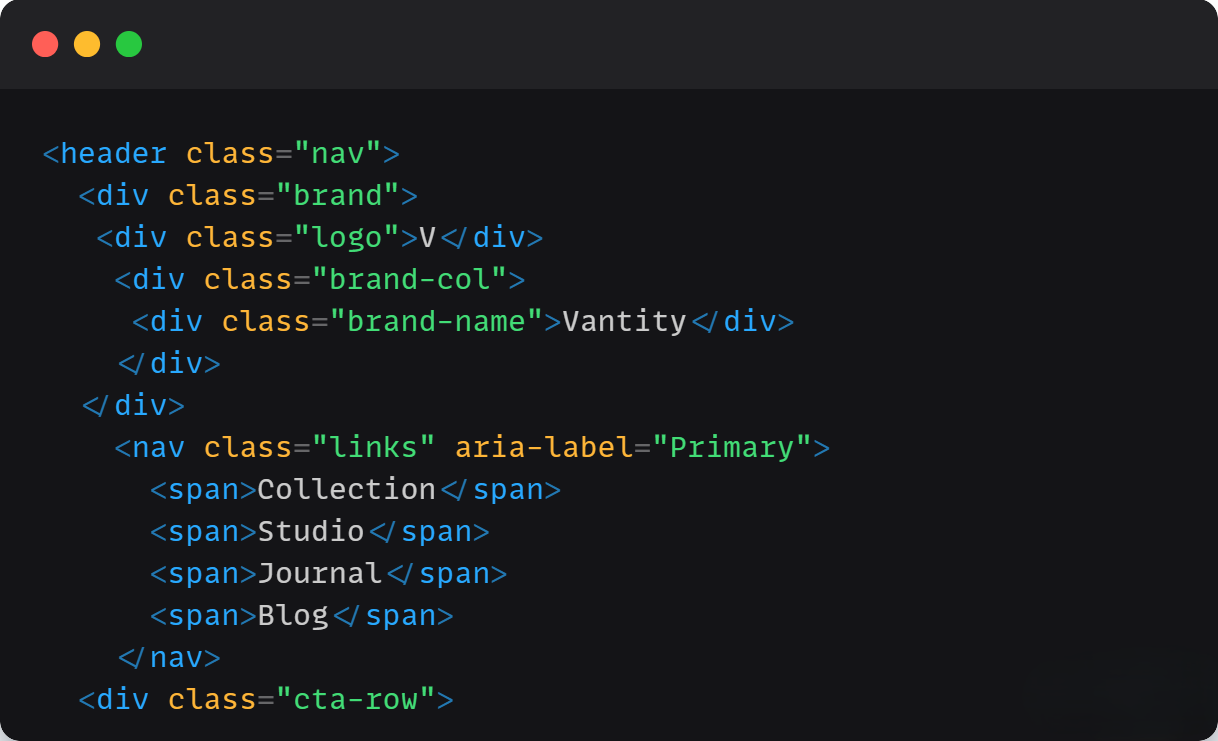 <header class="nav">
  <div class="brand">
   <div class="logo">V</div>
    <div class="brand-col">
     <div class="brand-name">Vantity</div>
    </div>
  </div>
    <nav class="links" aria-label="Primary">
      <span>Collection</span>
      <span>Studio</span>
      <span>Journal</span>
      <span>Blog</span>
    </nav>
  <div class="cta-row">